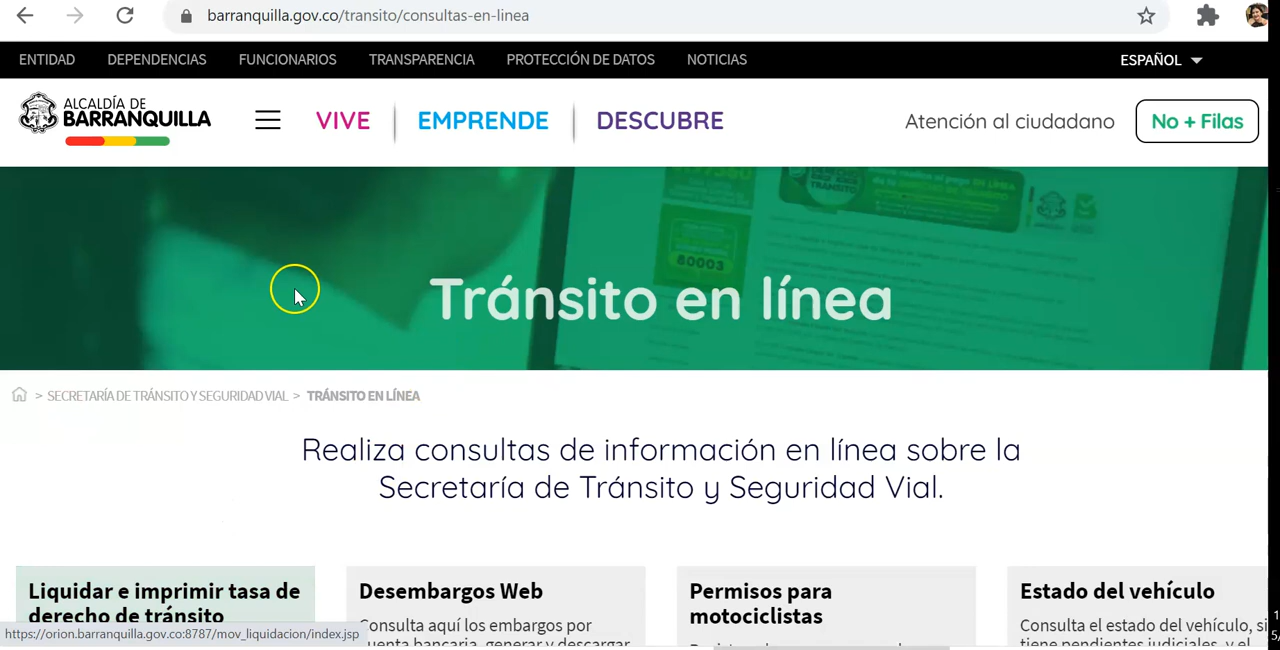 barranquilla.gov.co/transito/consultas-en-linea
ENTIDAD DEPENDENCIAS FUNCIONARIOS TRANSPARENCIA PROTECCIÓN DE DATOS NOTICIAS ESPAÑOL
ALCALDÍA DE
BARRANQUILLA
VIVE EMPRENDE DESCUBRE Atención al ciudadano No + Filas
80003
Tránsito en línea
> SECRETARÍA DE TRÁNSITO Y SEGURIDAD VIAL > TRÁNSITO EN LÍNEA
Realiza consultas de información en línea sobre la
Secretaría de Tránsito y Seguridad Vial.
Liquidar e imprimir tasa de
derecho de tránsito
Desembargos Web
Consulta aquí los embargos por
cuenta bancaria, generar y descargar
Permisos para
motociclistas
Estado del vehículo
Consulta el estado del vehículo, si
tiene pendientes judiciales, y el
https://orion.barranquilla.gov.co:8787/mov_liquidacion/index.jsp